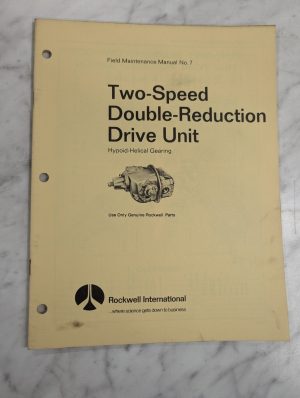 Field Maintenance Manual No. 7
Two-Speed
Double-Reduction
Drive Unit
Hypoid-Helical Gearing
Use Only Genuine Rockwell Parts
Rockwell International
...where science gets down to business